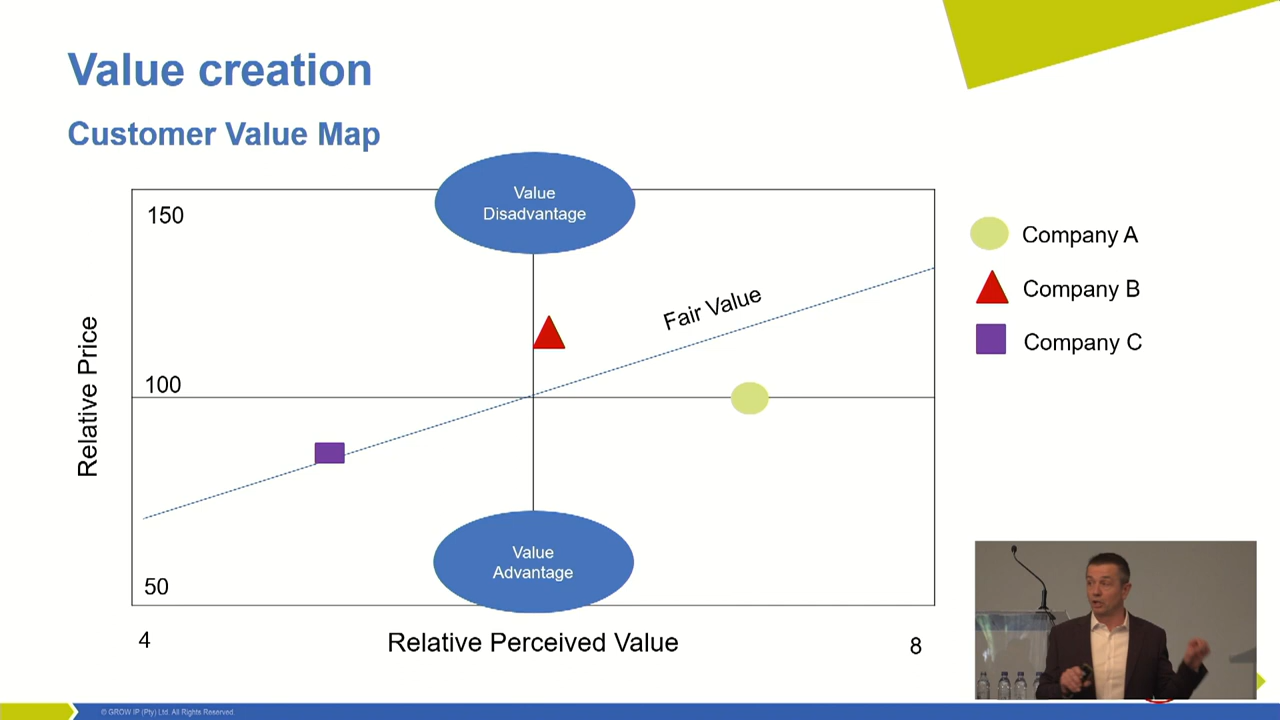 Value creation
Customer Value Map
Value
Disadvantage
150
Company A
Company B
Fair Value
Company C
Relative Price
100
Value
Advantage
50
4
Relative Perceived Value
8
© GROW IP (Pty) Ltd. All Rights Reserved